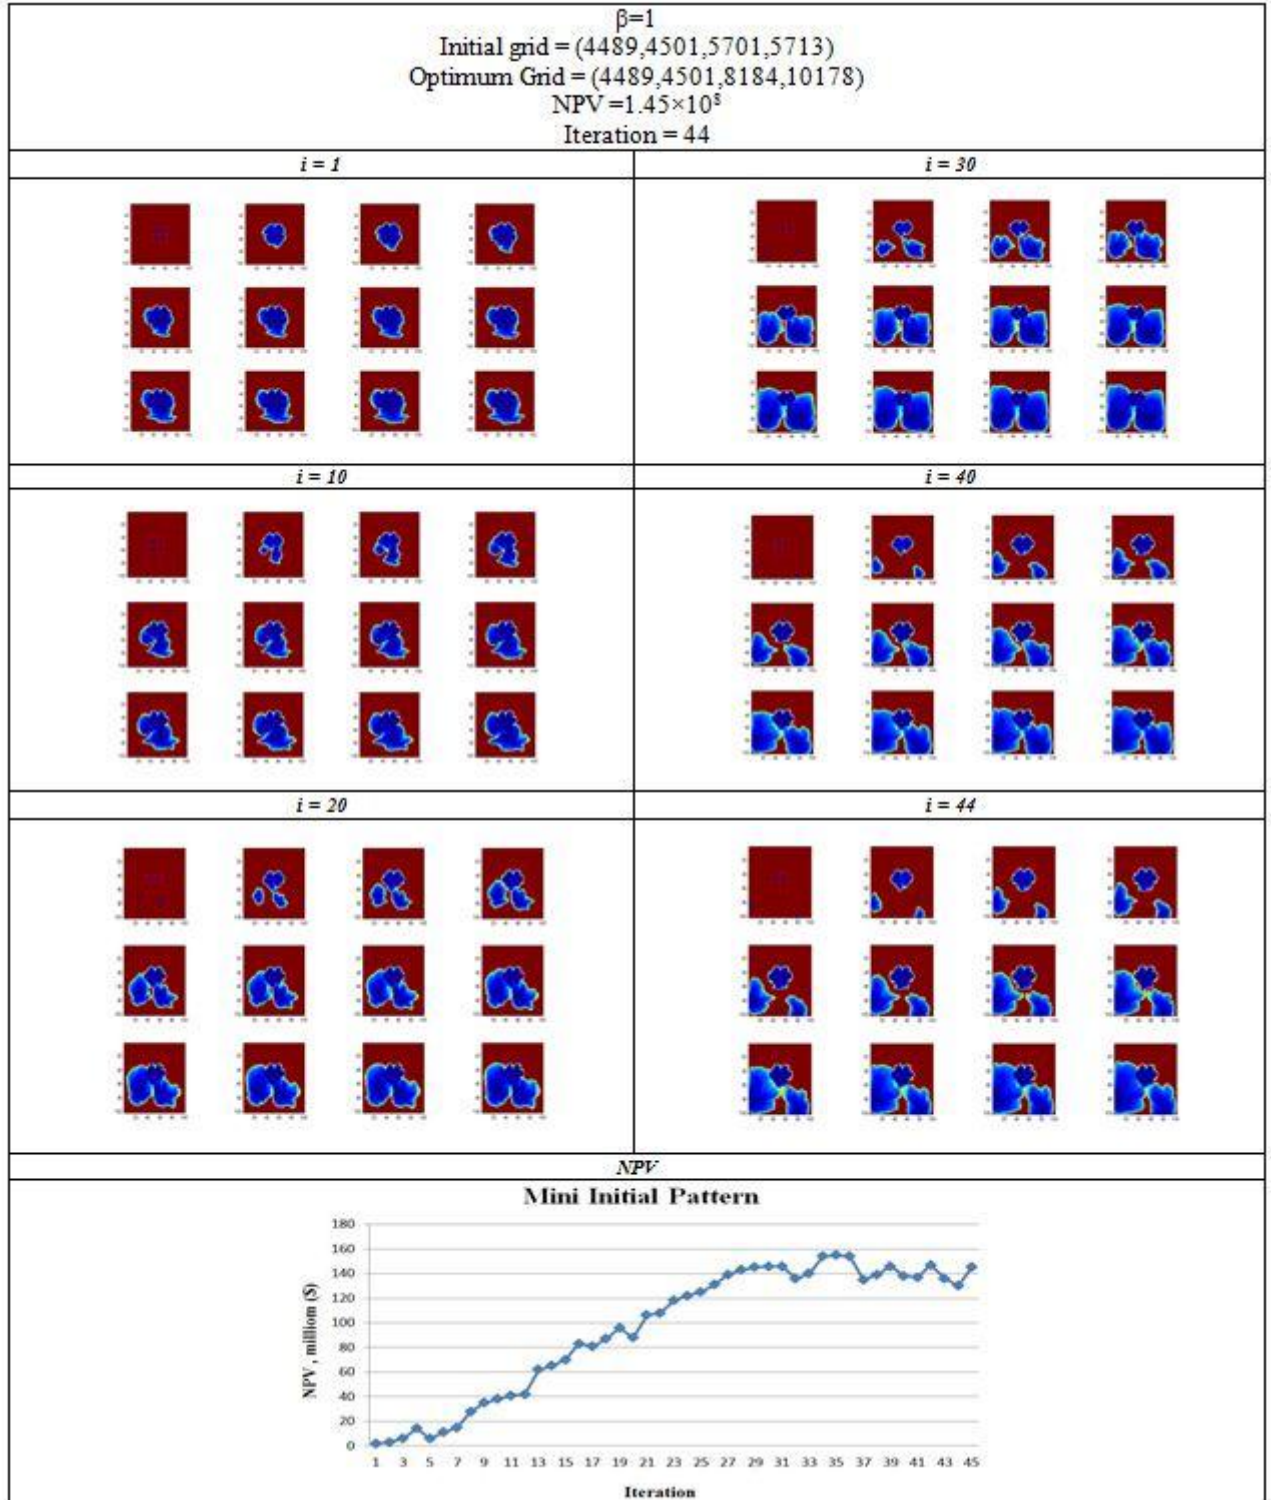 β=1
Initial grid = (4489,4501,5701,5713)
Optimum Grid = (4489,4501,8184,10178)
NPV =1.45×10⁸
Iteration = 44
i = 1
i = 30
i = 10
i = 40
i = 20
i = 44
NPV
Mini Initial Pattern
NPV , milliom ($)
180
160
140
120
100
80
60
40
20
0
1 3 5 7 9 11 13 15 17 19 21 23 25 27 29 31 33 35 37 39 41 43 45
Iteration